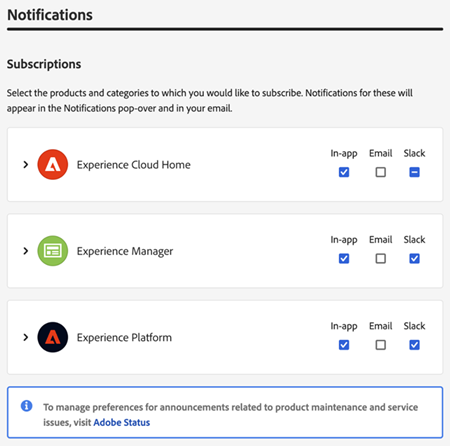 Notifications
Subscriptions
Select the products and categories to which you would like to subscribe. Notifications for these will
appear in the Notifications pop-over and in your email.
In-app Email Slack
Experience Cloud Home
In-app Email Slack
Experience Manager
In-app Email Slack
Experience Platform
To manage preferences for announcements related to product maintenance and service
issues, visit Adobe Status